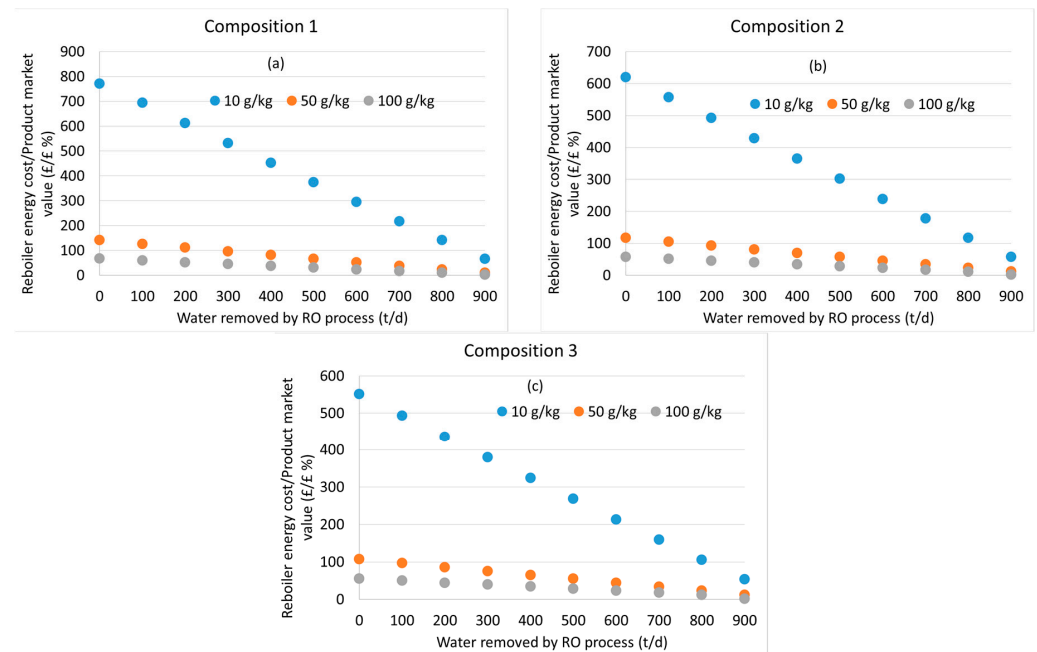 Composition 1
(a)
10 g/kg 50 g/kg 100 g/kg
Reboiler energy cost/Product market
value (£/£ %)
900
800
700
600
500
400
300
200
100
0
0 100 200 300 400 500 600 700 800 900
Water removed by RO process (t/d)
Composition 2
(b)
10 g/kg 50 g/kg 100 g/kg
Reboiler energy cost/Product market
value (£/£ %)
700
600
500
400
300
200
100
0
0 100 200 300 400 500 600 700 800 900
Water removed by RO process (t/d)
Composition 3
(c)
10 g/kg 50 g/kg 100 g/kg
Reboiler energy cost/Product market
value (£/£ %)
600
500
400
300
200
100
0
0 100 200 300 400 500 600 700 800 900
Water removed by RO process (t/d)